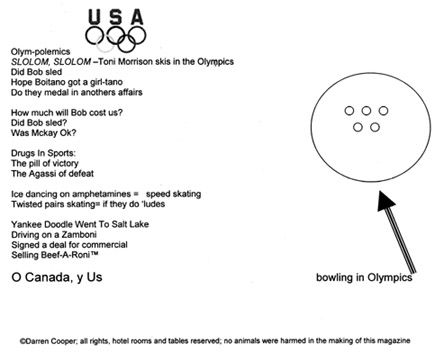 USA
Olym-polemics
SLOLOM, SLOLOM –Toni Morrison skis in the Olympics
Did Bob sled
Hope Boitano got a girl-tano
Do they medal in anothers affairs
How much will Bob cost us?
Did Bob sled?
Was Mckay Ok?
Drugs In Sports:
The pill of victory
The Agassi of defeat
Ice dancing on amphetamines = speed skating
Twisted pairs skating= if they do 'ludes
Yankee Doodle Went To Salt Lake
Driving on a Zamboni
Signed a deal for commercial
Selling Beef-A-Roni™
O Canada, y Us
bowling in Olympics
©Darren Cooper; all rights, hotel rooms and tables reserved; no animals were harmed in the making of this magazine